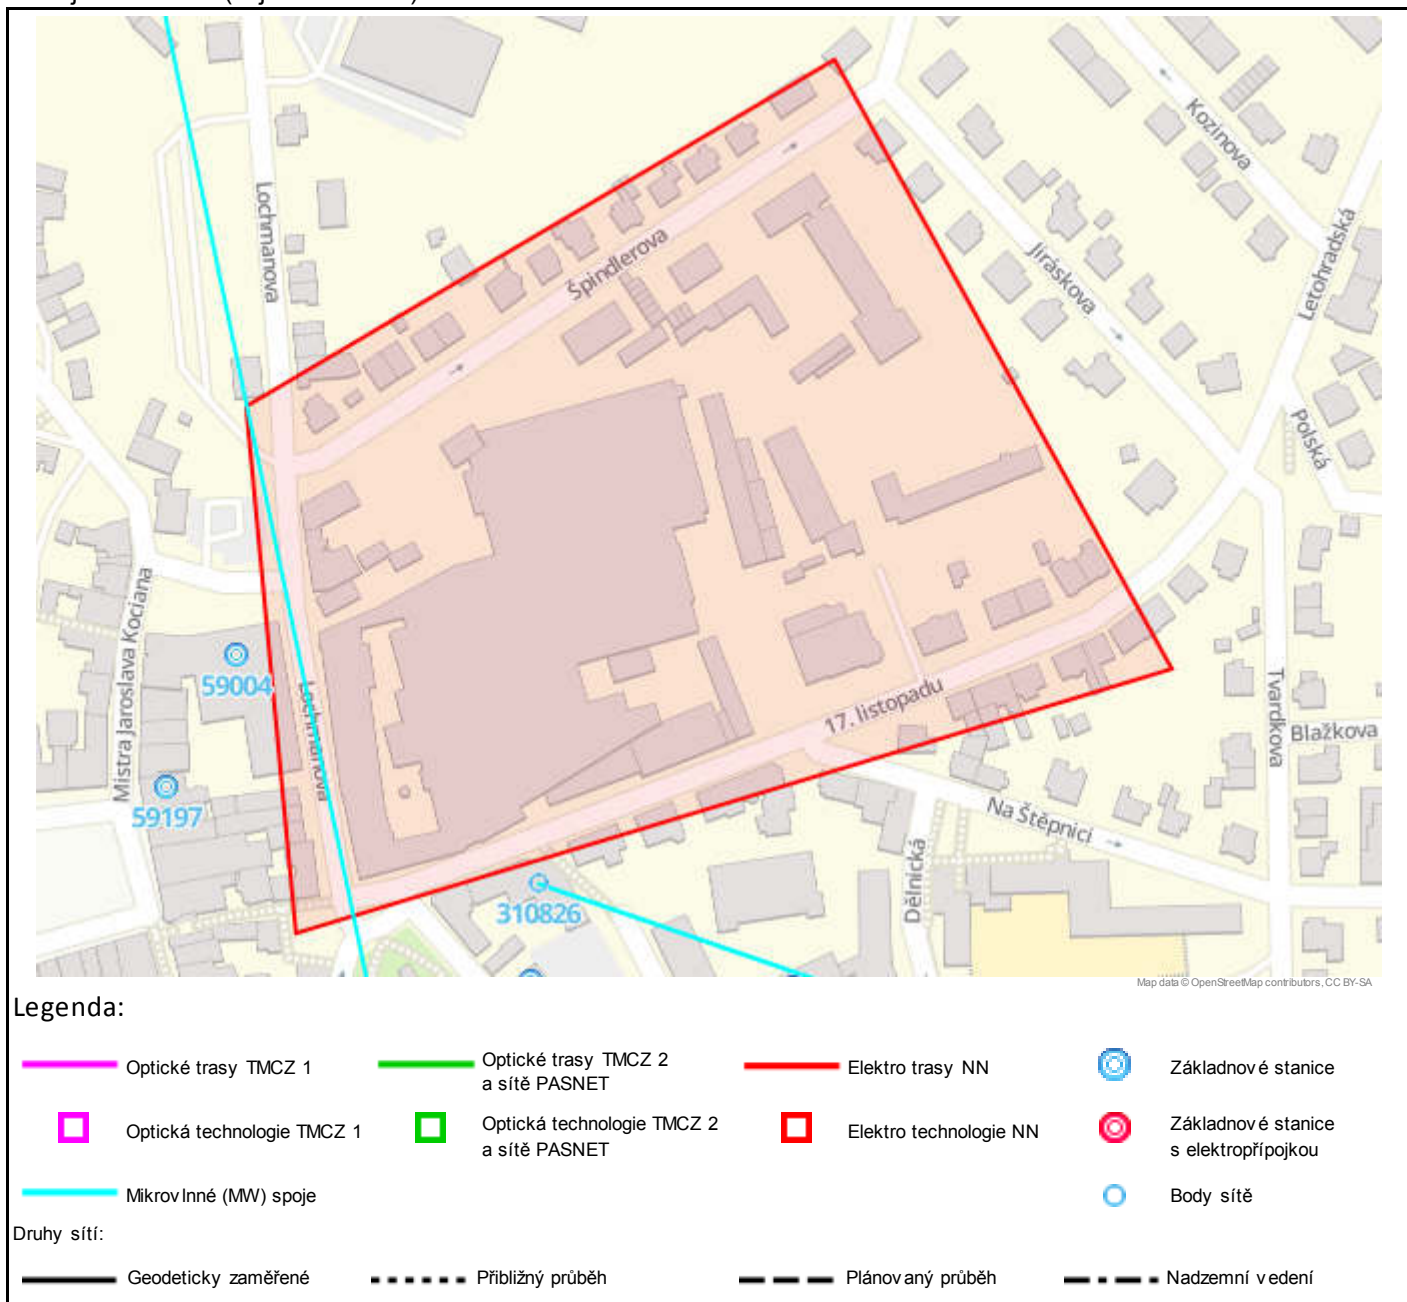 Kozinova
Lochmanova
Letohradská
Špindlerova
Jiráskova
Polská
Mistra Jaroslava Kociana
59004
Lochmanova
17. listopadu
Tvardkova
Blažkova
59197
Na Štěpnici
Dělnická
310826
Map data © OpenStreetMap contributors, CC BY-SA
Legenda:
Optické trasy TMCZ 1
Optické trasy TMCZ 2
a sítě PASNET
Elektro trasy NN
Základnové stanice
Optická technologie TMCZ 1
Optická technologie TMCZ 2
a sítě PASNET
Elektro technologie NN
Základnové stanice
s elektropřípojkou
Mikrovlnné (MW) spoje
Body sítě
Druhy sítí:
Geodeticky zaměřené
Přibližný průběh
Plánovaný průběh
Nadzemní vedení